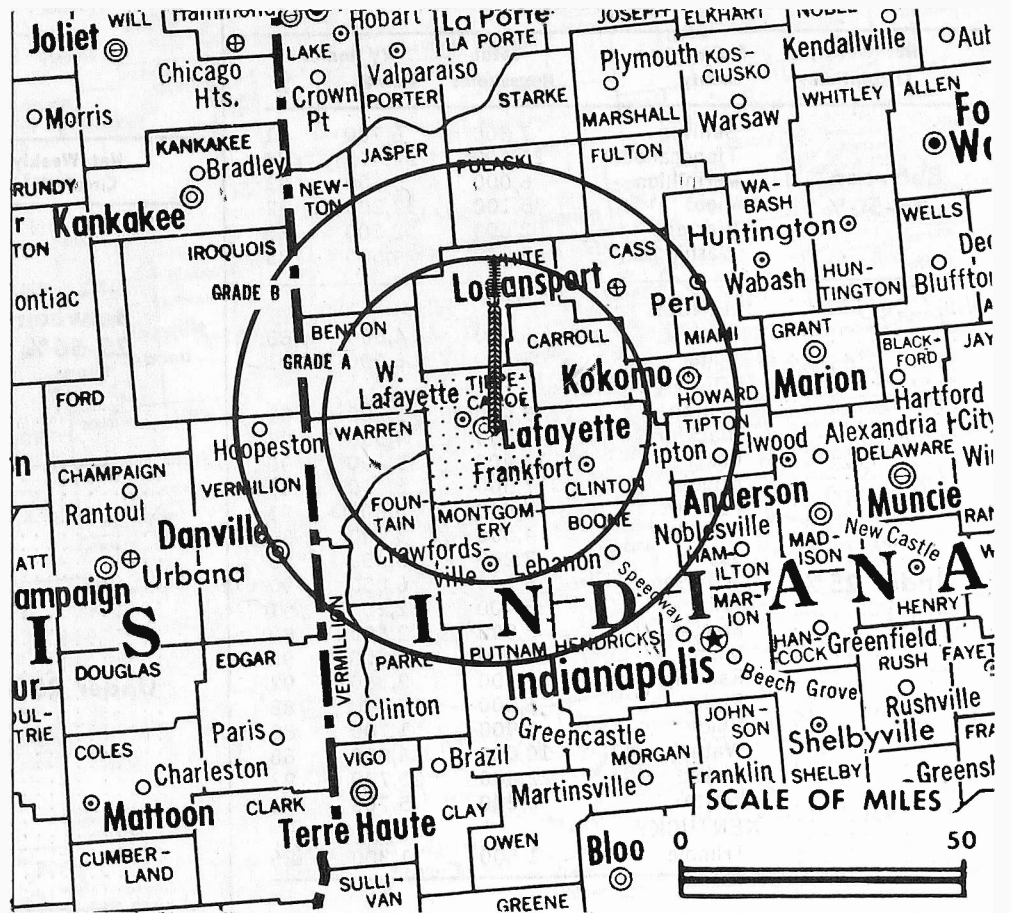 WILL
Hammond
Hobart
La Porte
JOSEPH
ELKHART
NOBLE
Joliet
LAKE
LA PORTE
Plymouth
KOS-
CIUSKO
Kendallville
Chicago
Hts.
Valparaiso
Crown
Pt
PORTER
STARKE
WHITLEY
ALLEN
Morris
MARSHALL
Warsaw
KANKAKEE
Bradley
JASPER
PULASKI
FULTON
RUNDY
NEW-
TON
WA-
BASH
Kankakee
WELLS
IROQUOIS
WHITE
CASS
Huntington
GRADE B
Logansport
Peru
Wabash
HUN-
TINGTON
Bluffton
ontiac
BENTON
CARROLL
MIAMI
GRANT
BLACK-
FORD
JAY
GRADE A
W.
Lafayette
TIPPE-
CANOE
Kokomo
HOWARD
Marion
Hartford
City
FORD
WARREN
Lafayette
TIPTON
Elwood
Alexandria
Hoopeston
Frankfort
Tipton
DELAWARE
CHAMPAIGN
Rantoul
VERMILION
CLINTON
Anderson
Muncie
FOUN-
TAIN
MONTGOM-
ERY
BOONE
Noblesville
MAD-
ISON
New Castle
Danville
Crawfords-
ville
Lebanon
HAM-
ILTON
Urbana
ampaign
Speedway
MAR-
ION
HENRY
I S
I N D I A N A
DOUGLAS
EDGAR
VERMILLION
PARKE
PUTNAM
HENDRICKS
HAN-
COCK
Greenfield
RUSH
FAYET
Indianapolis
Beech Grove
Rushville
Clinton
Paris
Greencastle
JOHN-
SON
Shelbyville
COLES
VIGO
Brazil
MORGAN
Charleston
Martinsville
Franklin
SHELBY
Greensb
Mattoon
CLARK
Terre Haute
CLAY
SCALE OF MILES
OWEN
Bloo
0 50
CUMBER-
LAND
SULLI-
VAN
GREENE